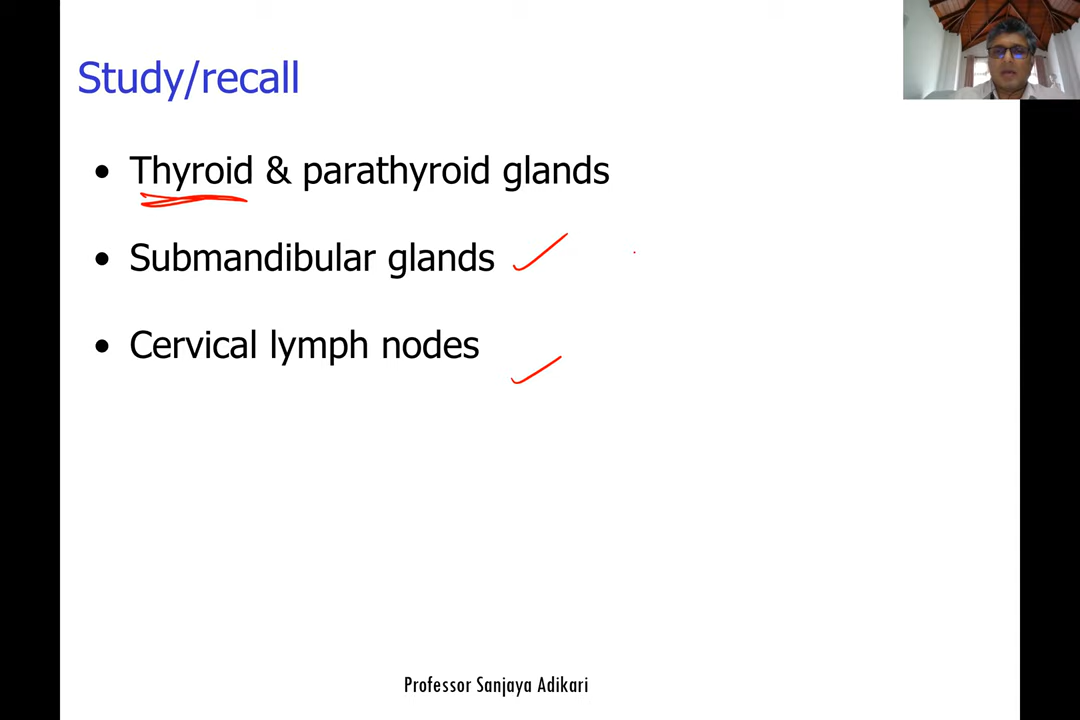 Study/recall
• Thyroid & parathyroid glands
• Submandibular glands
• Cervical lymph nodes
Professor Sanjaya Adikari